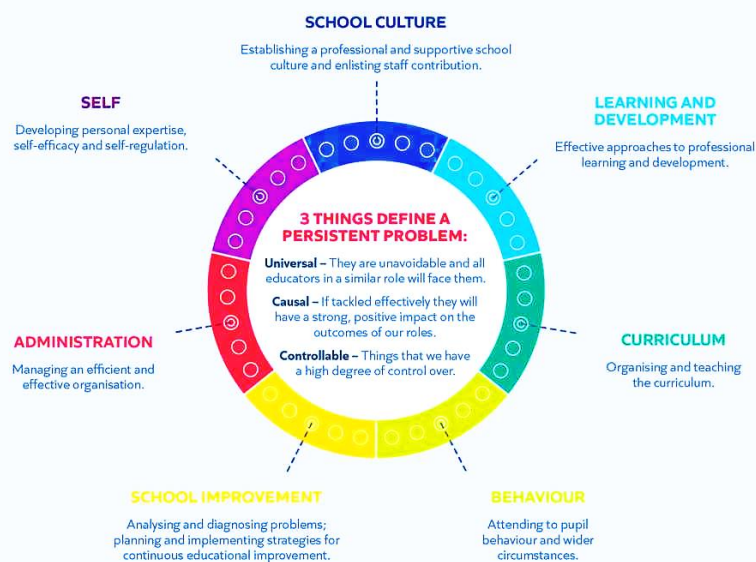 SCHOOL CULTURE
Establishing a professional and supportive school
culture and enlisting staff contribution.
SELF
Developing personal expertise,
self-efficacy and self-regulation.
LEARNING AND
DEVELOPMENT
Effective approaches to professional
learning and development.
3 THINGS DEFINE A
PERSISTENT PROBLEM:
Universal – They are unavoidable and all
educators in a similar role will face them.
Causal – If tackled effectively they will
have a strong, positive impact on the
outcomes of our roles.
Controllable – Things that we have
a high degree of control over.
ADMINISTRATION
Managing an efficient and
effective organisation.
CURRICULUM
Organising and teaching
the curriculum.
SCHOOL IMPROVEMENT
Analysing and diagnosing problems;
planning and implementing strategies for
continuous educational improvement.
BEHAVIOUR
Attending to pupil
behaviour and wider
circumstances.